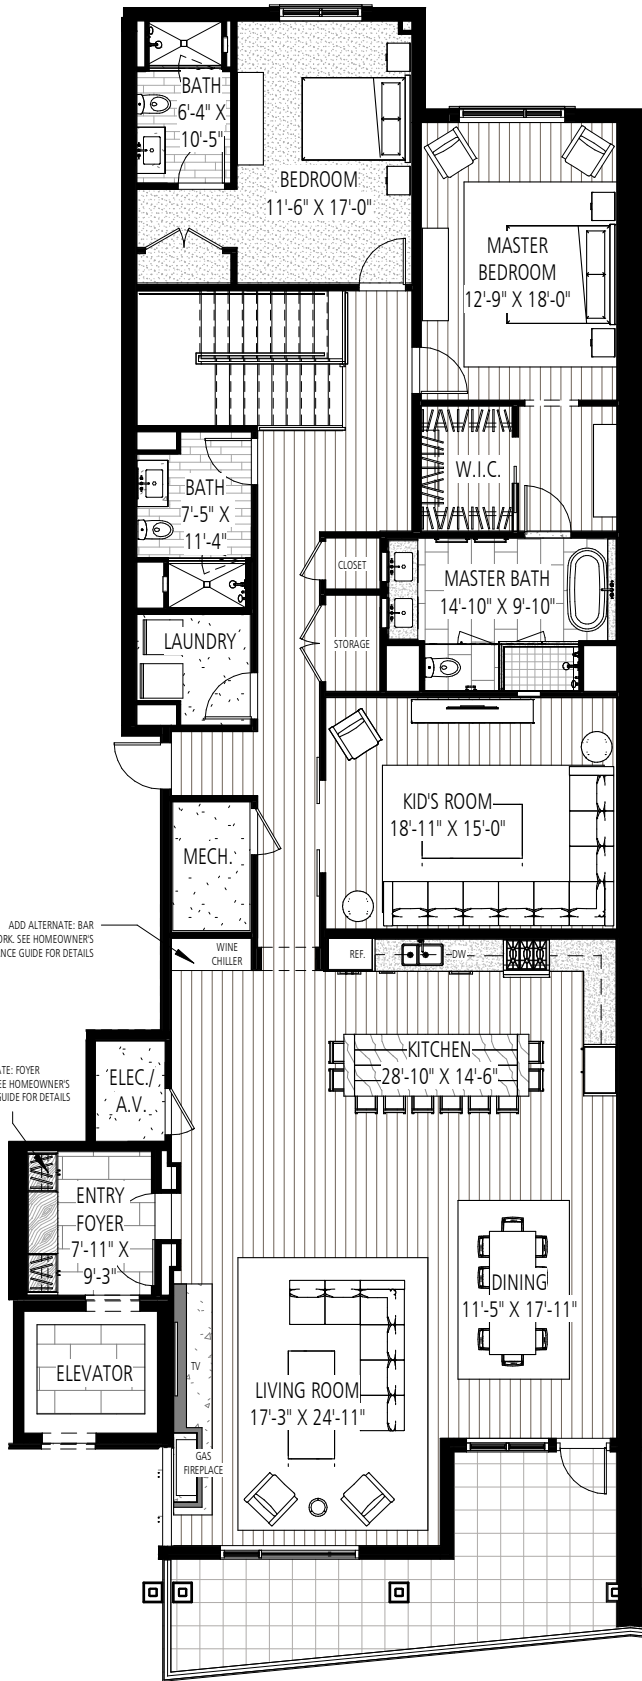 BATH
6'-4" X
10'-5"
BEDROOM
11'-6" X 17'-0"
MASTER
BEDROOM
12'-9" X 18'-0"
W.I.C.
BATH
7'-5" X
11'-4"
CLOSET
MASTER BATH
14'-10" X 9'-10"
LAUNDRY
STORAGE
KID'S ROOM
18'-11" X 15'-0"
MECH.
ADD ALTERNATE: BAR
ORK. SEE HOMEOWNER'S
NCE GUIDE FOR DETAILS
WINE
CHILLER
REF.
DW
KITCHEN
28'-10" X 14'-6"
ELEC./
A.V.
ATE: FOYER
EE HOMEOWNER'S
GUIDE FOR DETAILS
ENTRY
FOYER
7'-11" X
9'-3"
DINING
11'-5" X 17'-11"
ELEVATOR
TV
LIVING ROOM
17'-3" X 24'-11"
GAS
FIREPLACE